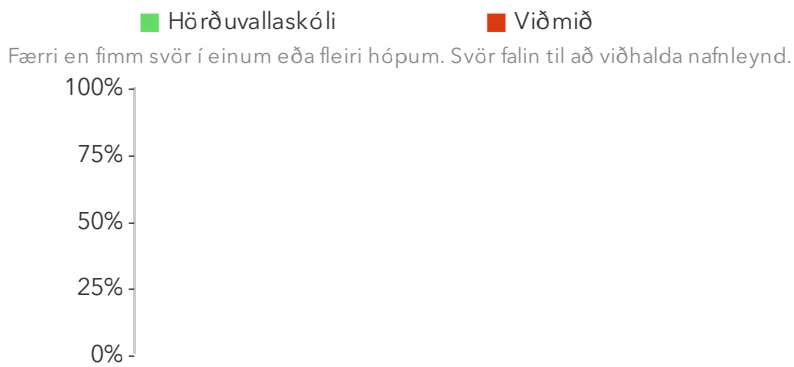 Hörðuvallaskóli Viðmið
Færri en fimm svör í einum eða fleiri hópum. Svör falin til að viðhalda nafnleynd.
100%
75%
50%
25%
0%